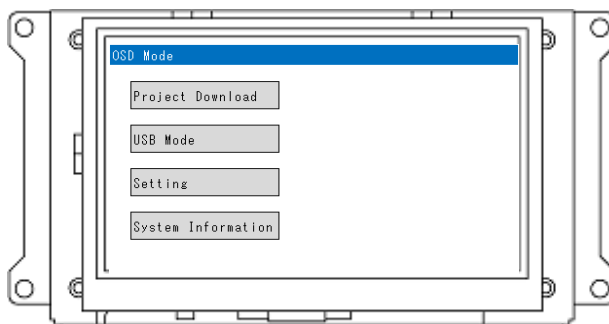 OSD Mode
Project Download
USB Mode
Setting
System Information